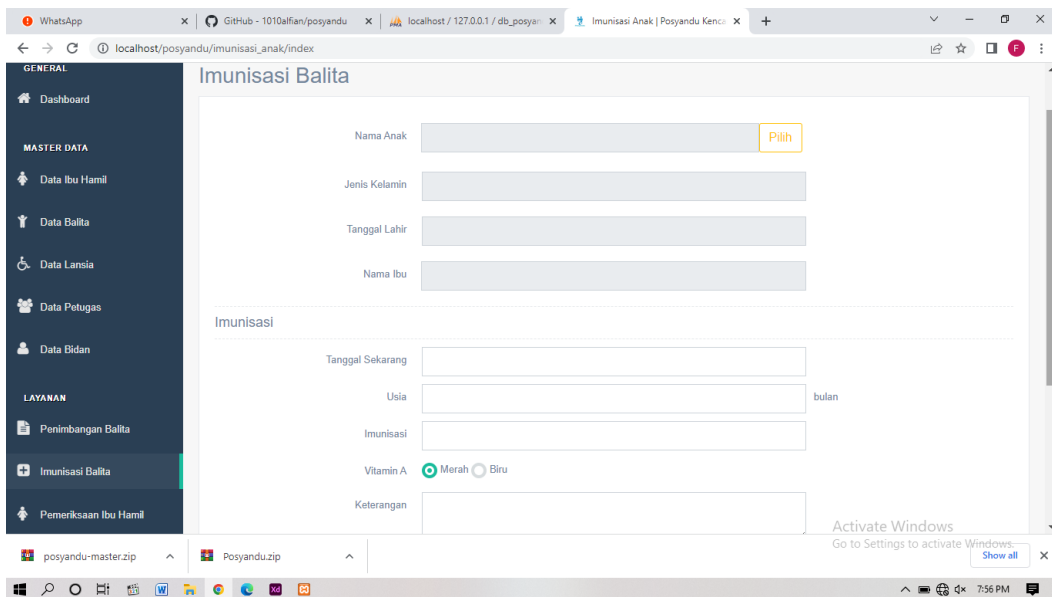 WhatsApp
GitHub - 1010alfian/posyandu
localhost / 127.0.0.1 / db_posyan
Imunisasi Anak | Posyandu Kenca
localhost/posyandu/imunisasi_anak/index
F
GENERAL
Dashboard
MASTER DATA
Data Ibu Hamil
Data Balita
Data Lansia
Data Petugas
Data Bidan
LAYANAN
Penimbangan Balita
Imunisasi Balita
Pemeriksaan Ibu Hamil
Imunisasi Balita
Nama Anak
Pilih
Jenis Kelamin
Tanggal Lahir
Nama Ibu
Imunisasi
Tanggal Sekarang
Usia
bulan
Imunisasi
Vitamin A
Merah
Biru
Keterangan
Activate Windows
Go to Settings to activate Windows.
posyandu-master.zip
Posyandu.zip
Show all
W
Xd
7:56 PM